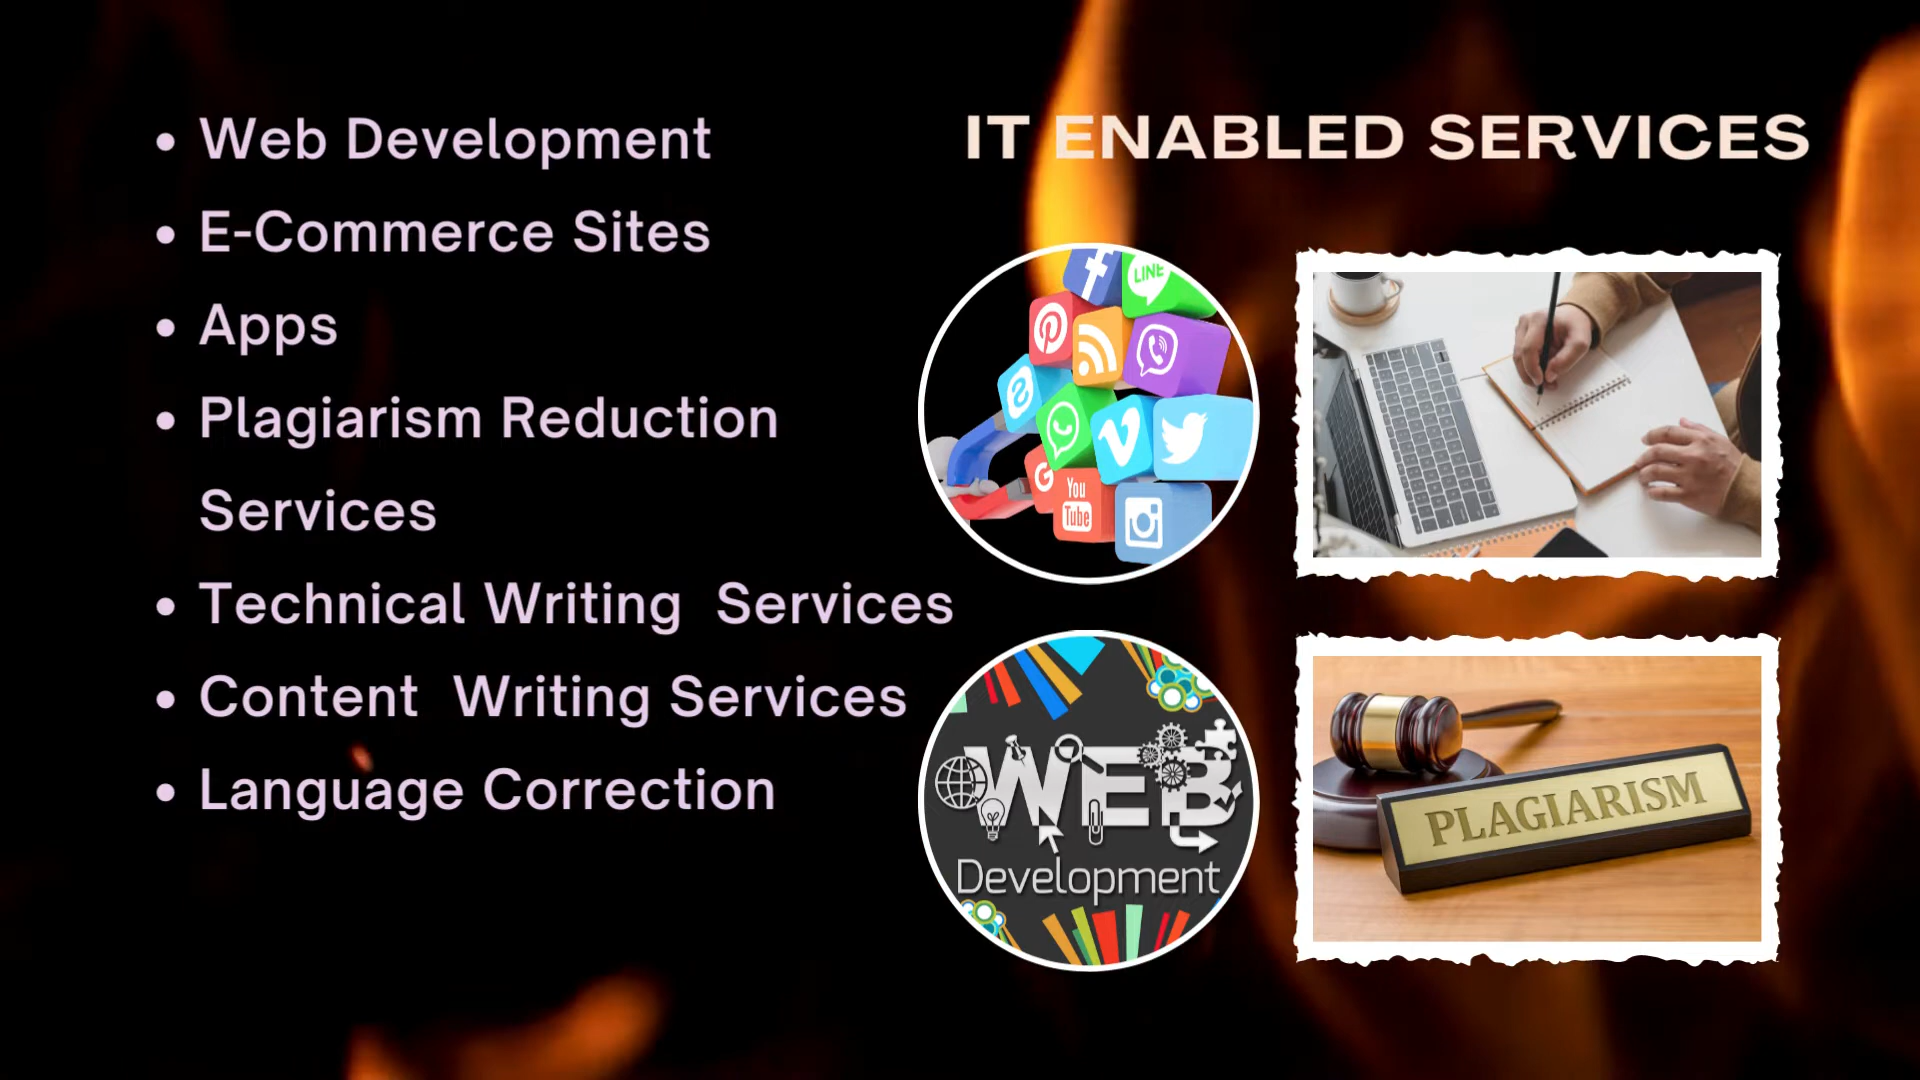 • Web Development
• E-Commerce Sites
• Apps
• Plagiarism Reduction
Services
• Technical Writing  Services
• Content  Writing Services
• Language Correction
IT ENABLED SERVICES
LINE
You
Tube
G
WEB
Development
PLAGIARISM